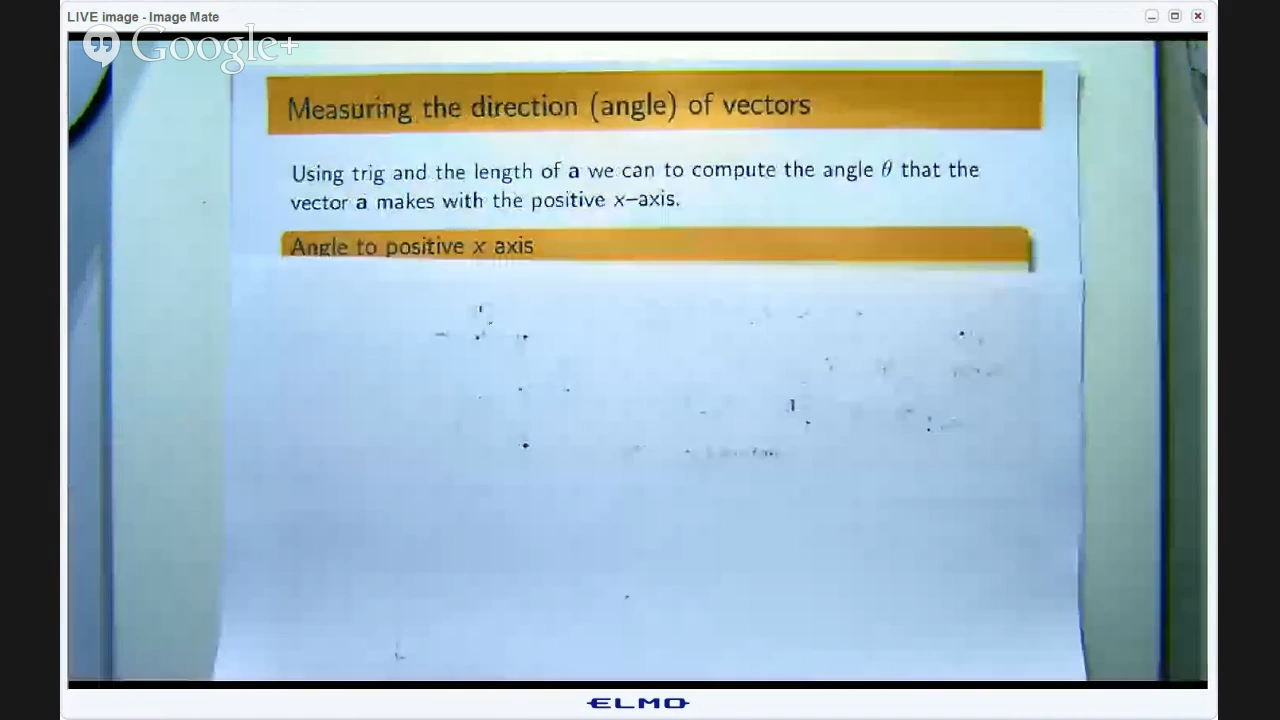 LIVE image - Image Mate
Google+
Measuring the direction (angle) of vectors
Using trig and the length of a we can to compute the angle θ that the
vector a makes with the positive x–axis.
Angle to positive x axis
ELMO